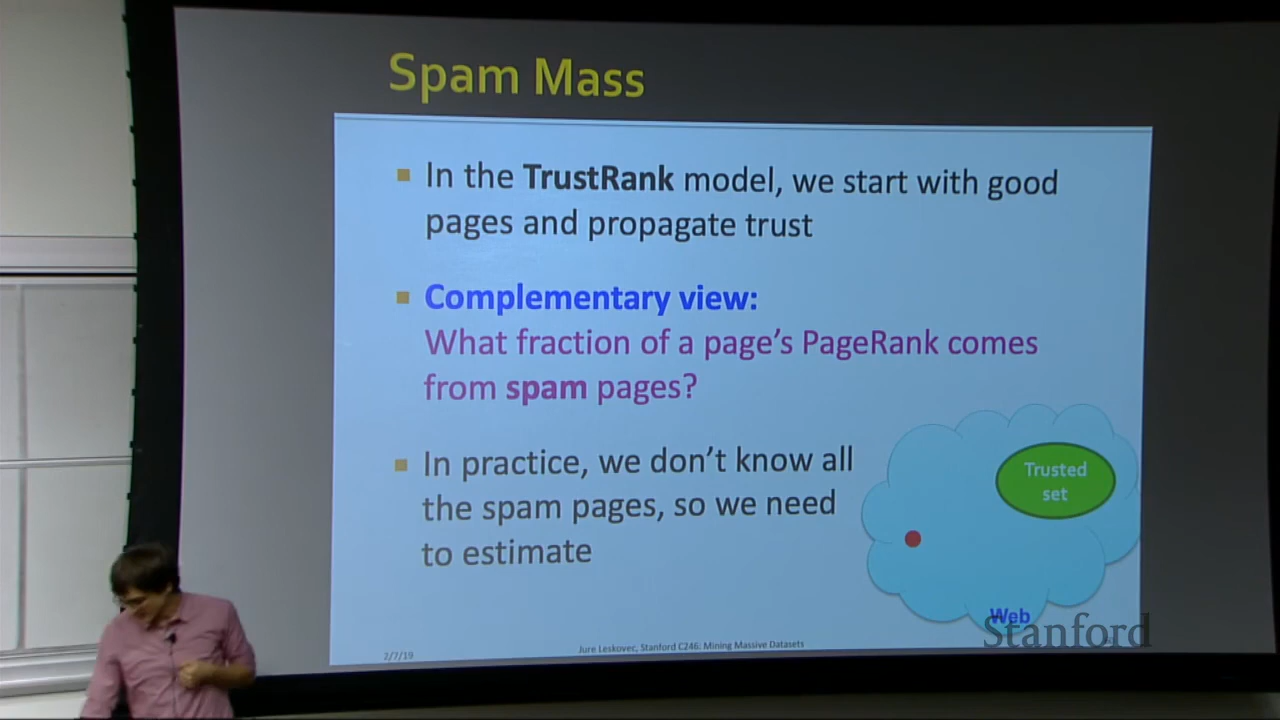 Spam Mass
In the TrustRank model, we start with good
pages and propagate trust
Complementary view:
What fraction of a page's PageRank comes
from spam pages?
In practice, we don't know all
the spam pages, so we need
to estimate
Trusted
set
Web
Stanford
2/7/19
Jure Leskovec, Stanford C246: Mining Massive Datasets